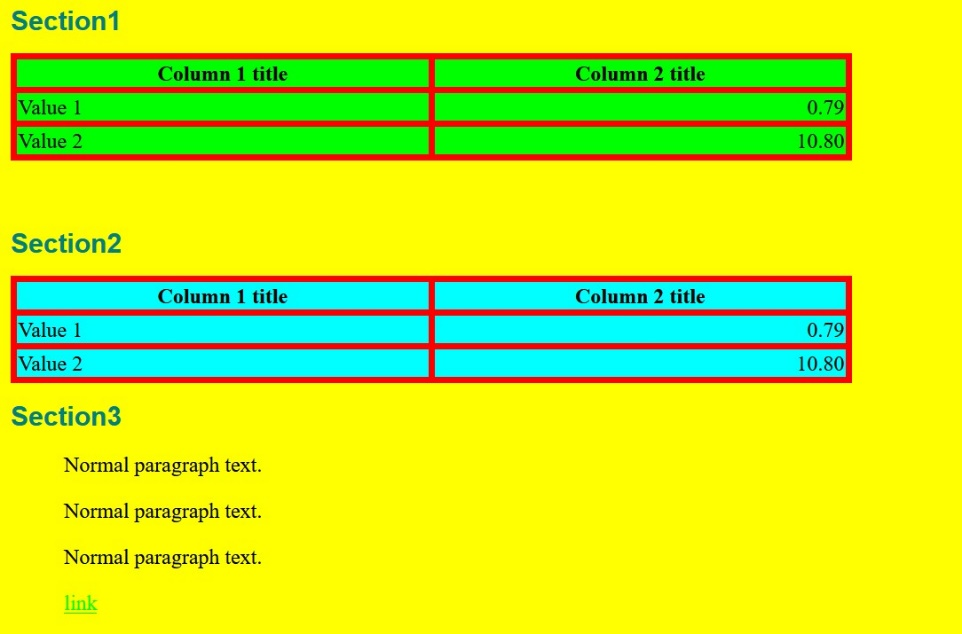 Section1
Column 1 title Column 2 title
Value 1 0.79
Value 2 10.80
Section2
Column 1 title Column 2 title
Value 1 0.79
Value 2 10.80
Section3
Normal paragraph text.
Normal paragraph text.
Normal paragraph text.
link